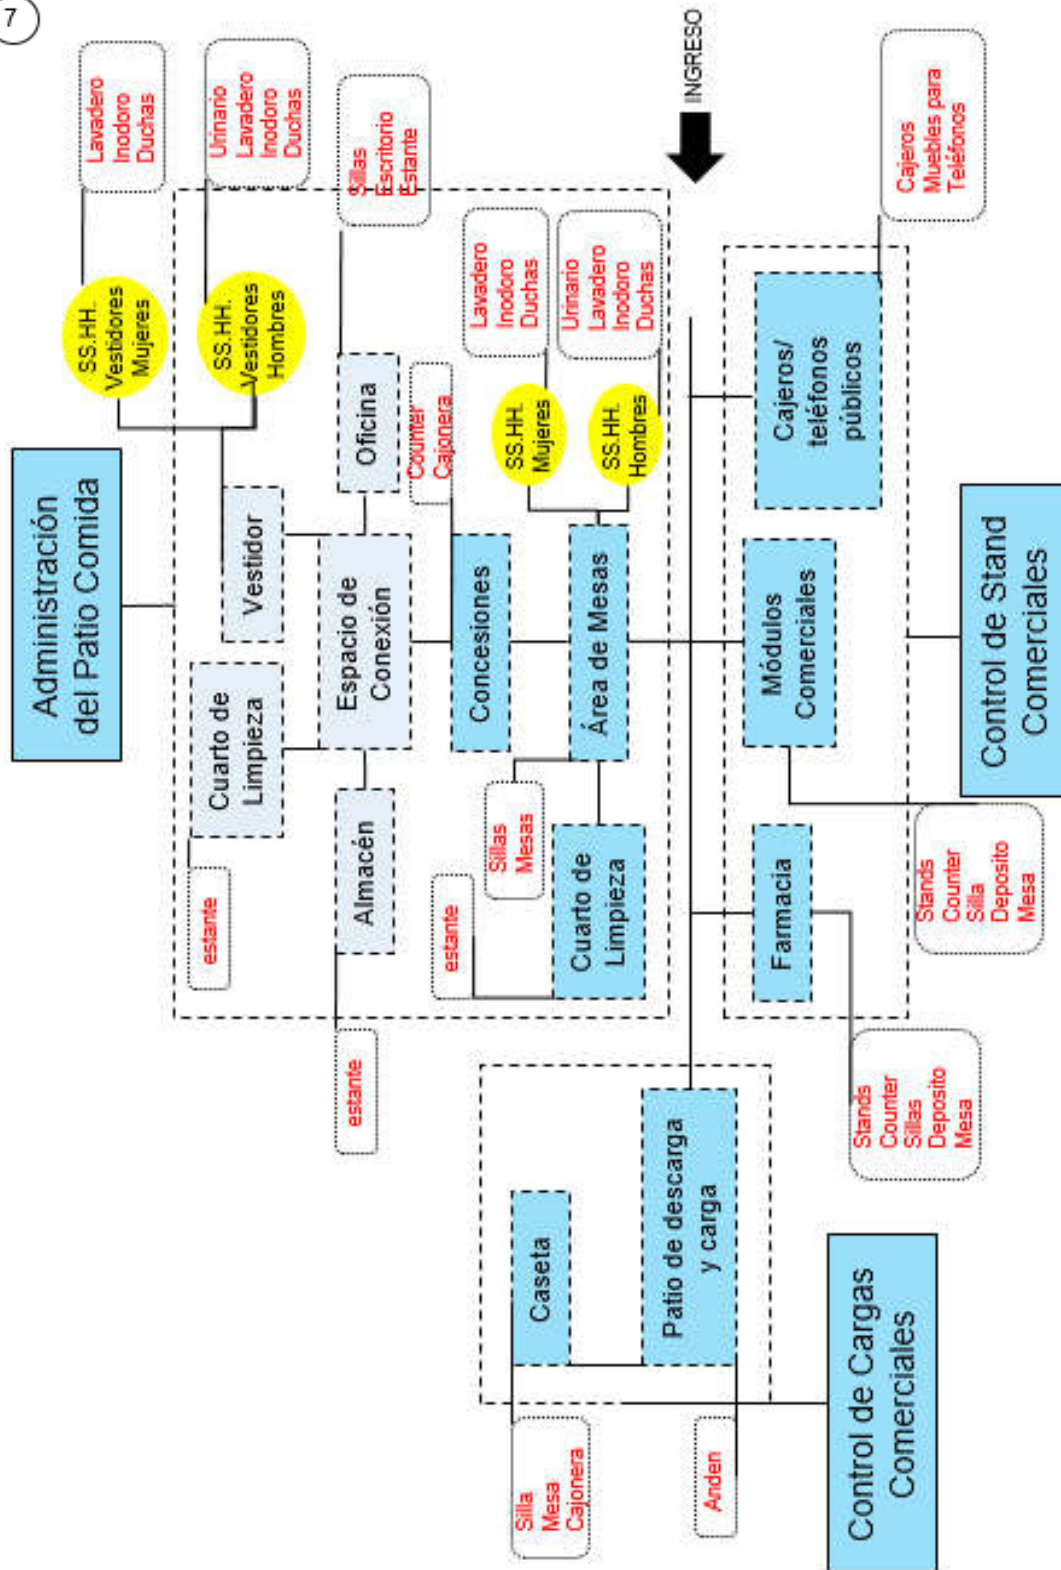 7
Administración
del Patio Comida
Lavadero
Inodoro
Duchas
Urinario
Lavadero
Inodoro
Duchas
SS.HH.
Vestidores
Mujeres
SS.HH.
Vestidores
Hombres
Sillas
Escritorio
Estante
estante
Cuarto de
Limpieza
Vestidor
Oficina
estante
Almacén
Espacio de
Conexión
Counter
Cajonera
Concesiones
Lavadero
Inodoro
Duchas
Urinario
Lavadero
Inodoro
Duchas
SS.HH.
Mujeres
SS.HH.
Hombres
Sillas
Mesas
Área de Mesas
estante
Cuarto de
Limpieza
INGRESO
Silla
Mesa
Cajonera
Caseta
Anden
Patio de descarga
y carga
Control de Cargas
Comerciales
Farmacia
Módulos
Comerciales
Cajeros/
teléfonos
públicos
Cajeros
Muebles para
Teléfonos
Stands
Counter
Sillas
Deposito
Mesa
Stands
Counter
Silla
Deposito
Mesa
Control de Stand
Comerciales